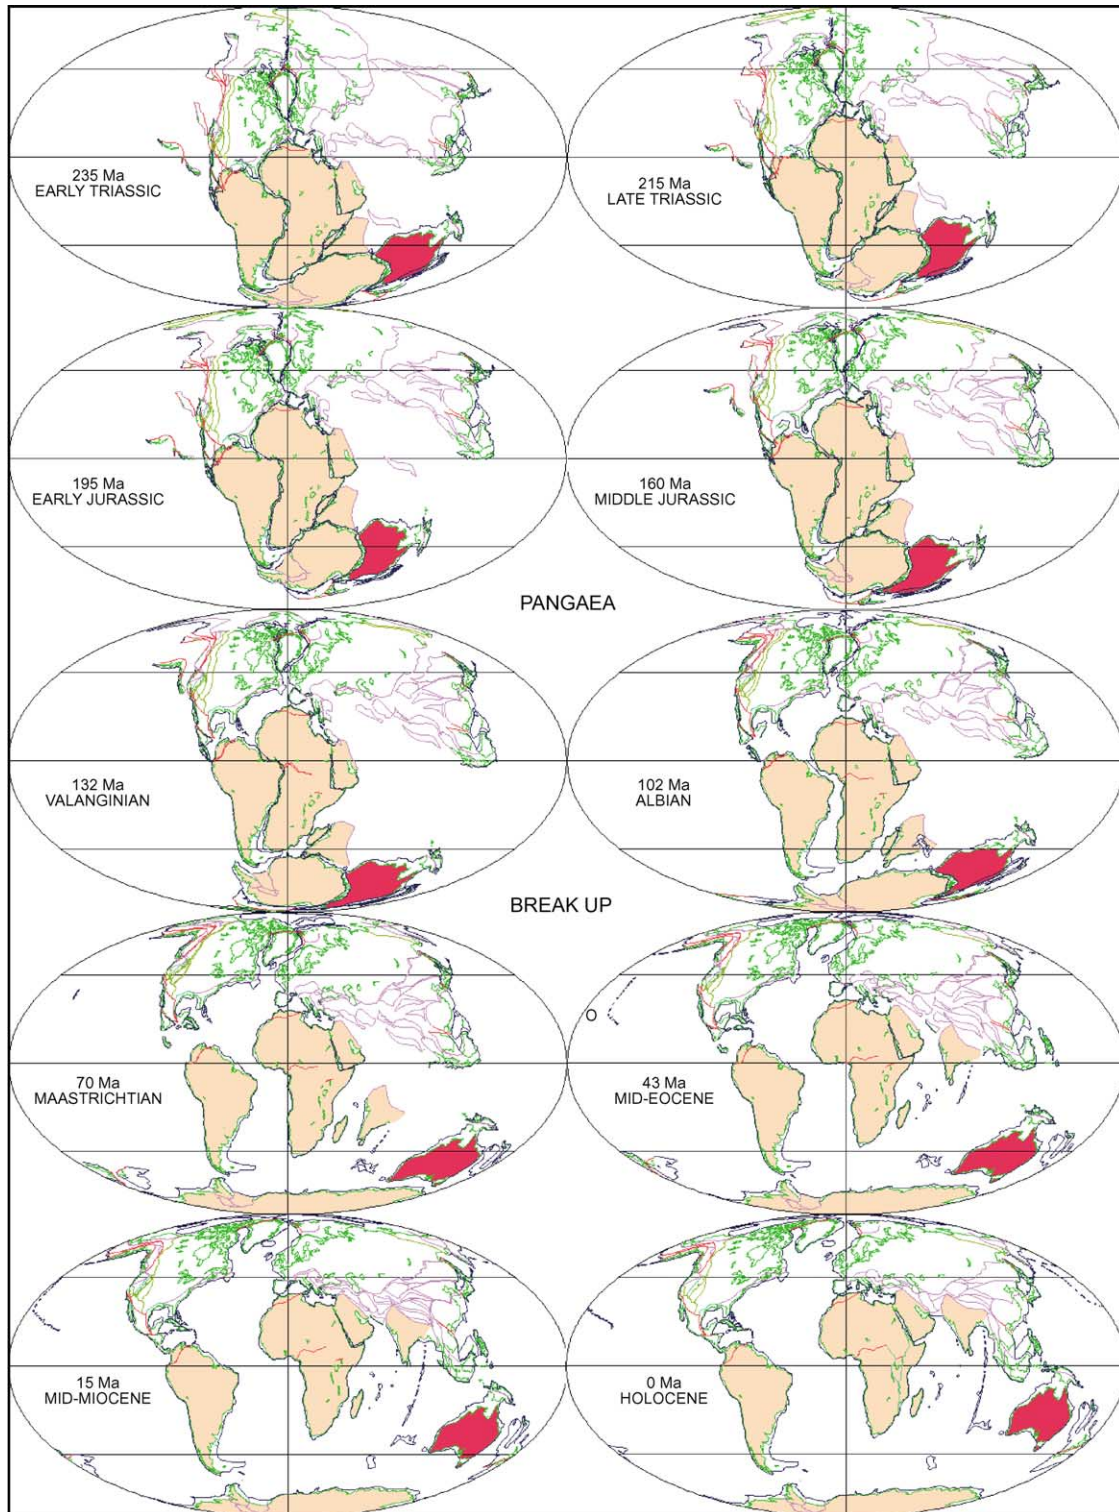 235 Ma
EARLY TRIASSIC
215 Ma
LATE TRIASSIC
195 Ma
EARLY JURASSIC
160 Ma
MIDDLE JURASSIC
PANGAEA
132 Ma
VALANGINIAN
102 Ma
ALBIAN
BREAK UP
70 Ma
MAASTRICHTIAN
43 Ma
MID-EOCENE
15 Ma
MID-MIOCENE
0 Ma
HOLOCENE